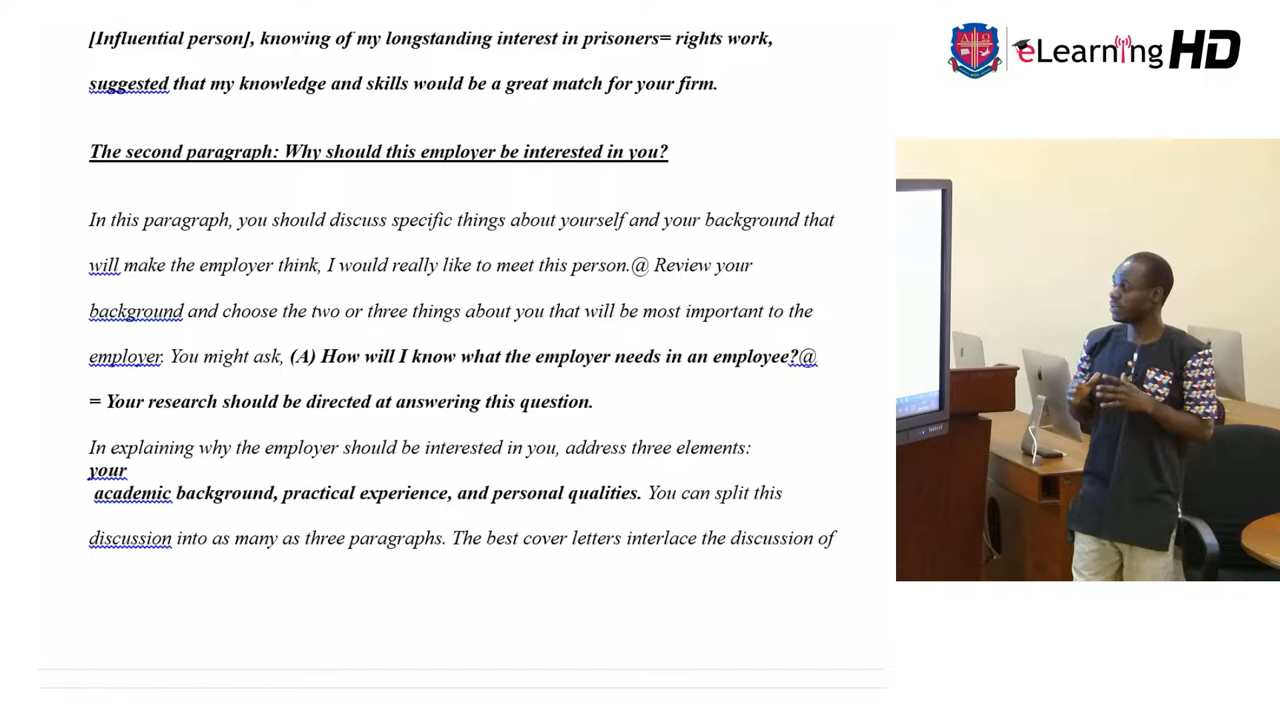 [Influential person], knowing of my longstanding interest in prisoners= rights work,
suggested that my knowledge and skills would be a great match for your firm.
The second paragraph: Why should this employer be interested in you?
In this paragraph, you should discuss specific things about yourself and your background that
will make the employer think, I would really like to meet this person.@ Review your
background and choose the two or three things about you that will be most important to the
employer. You might ask, (A) How will I know what the employer needs in an employee?@
= Your research should be directed at answering this question.
In explaining why the employer should be interested in you, address three elements:
your
academic background, practical experience, and personal qualities. You can split this
discussion into as many as three paragraphs. The best cover letters interlace the discussion of
eLearning HD